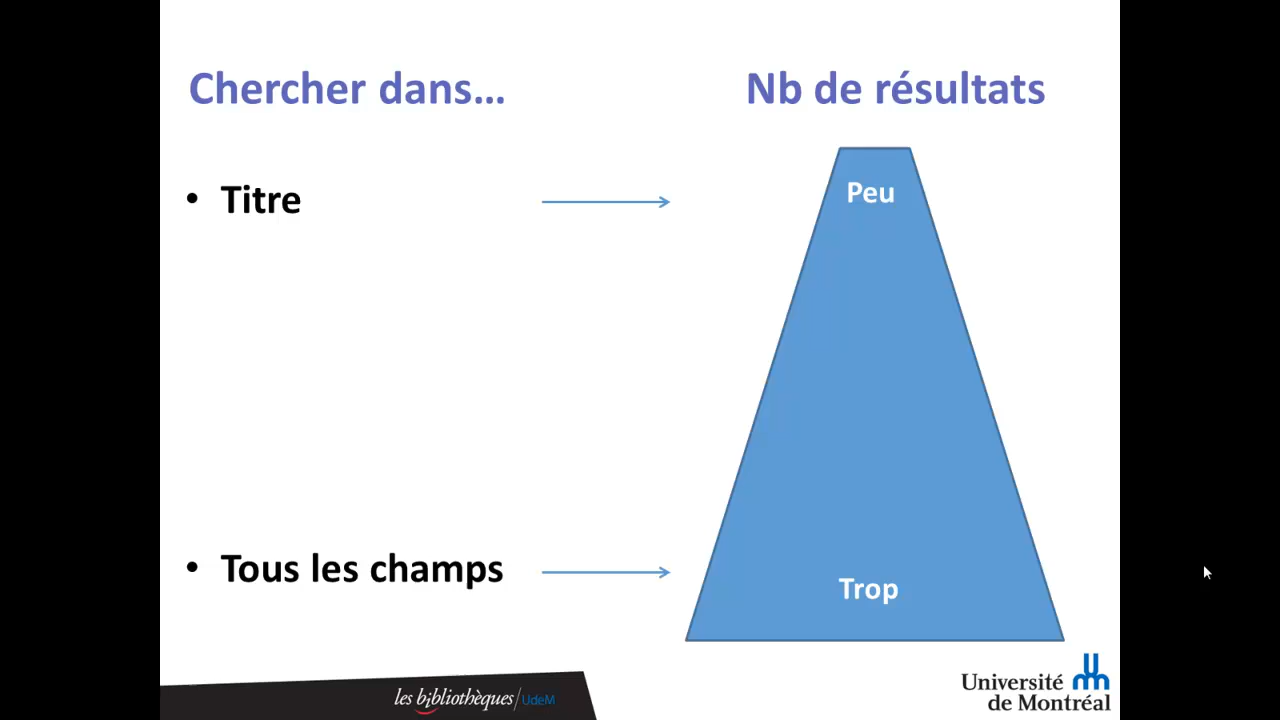 Chercher dans...
Nb de résultats
• Titre
Peu
• Tous les champs
Trop
les bibliothèques/UdeM
Université
de Montréal